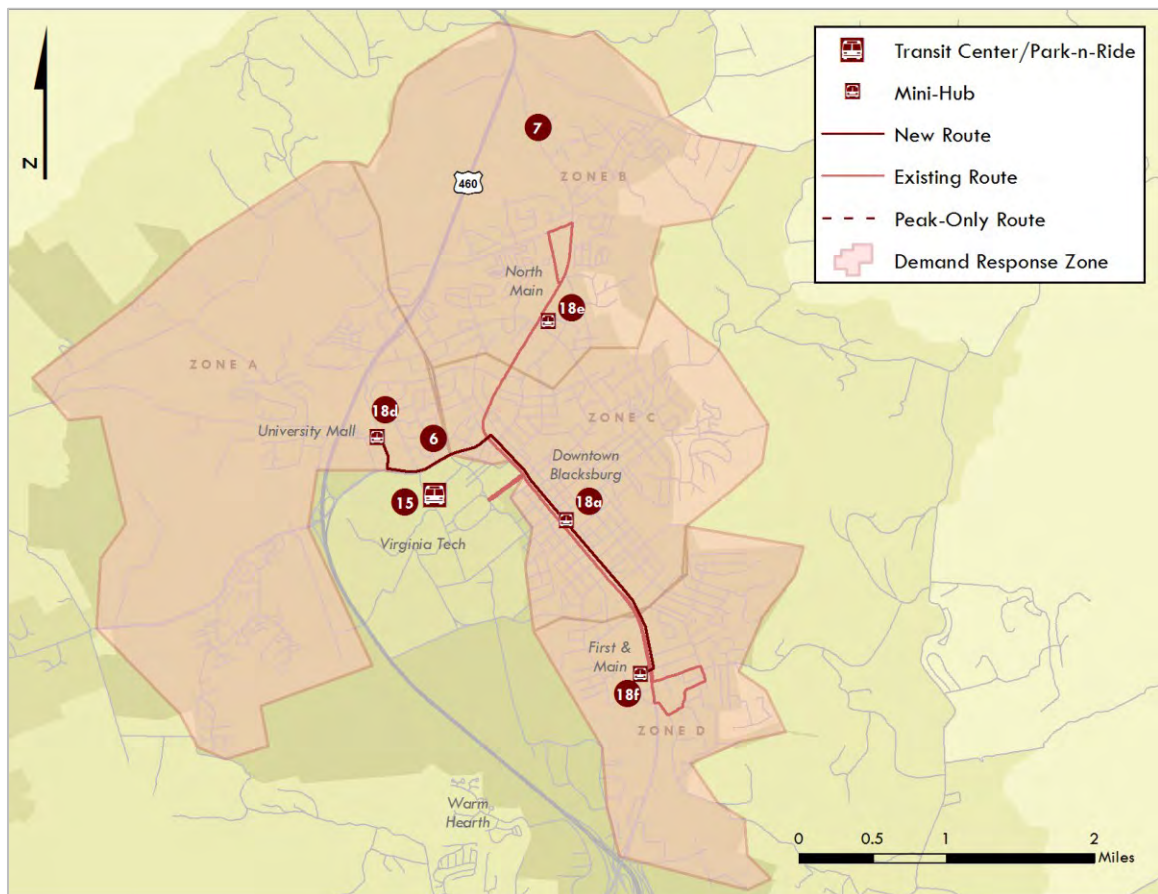 N
Transit Center/Park-n-Ride
Mini-Hub
New Route
Existing Route
Peak-Only Route
Demand Response Zone
7
ZONE B
460
North
Main
18e
ZONE A
18d
ZONE C
University Mall
6
Downtown
Blacksburg
15
18a
Virginia Tech
First &
Main
18f
ZONE D
Warm
Hearth
0 0.5 1 2
Miles